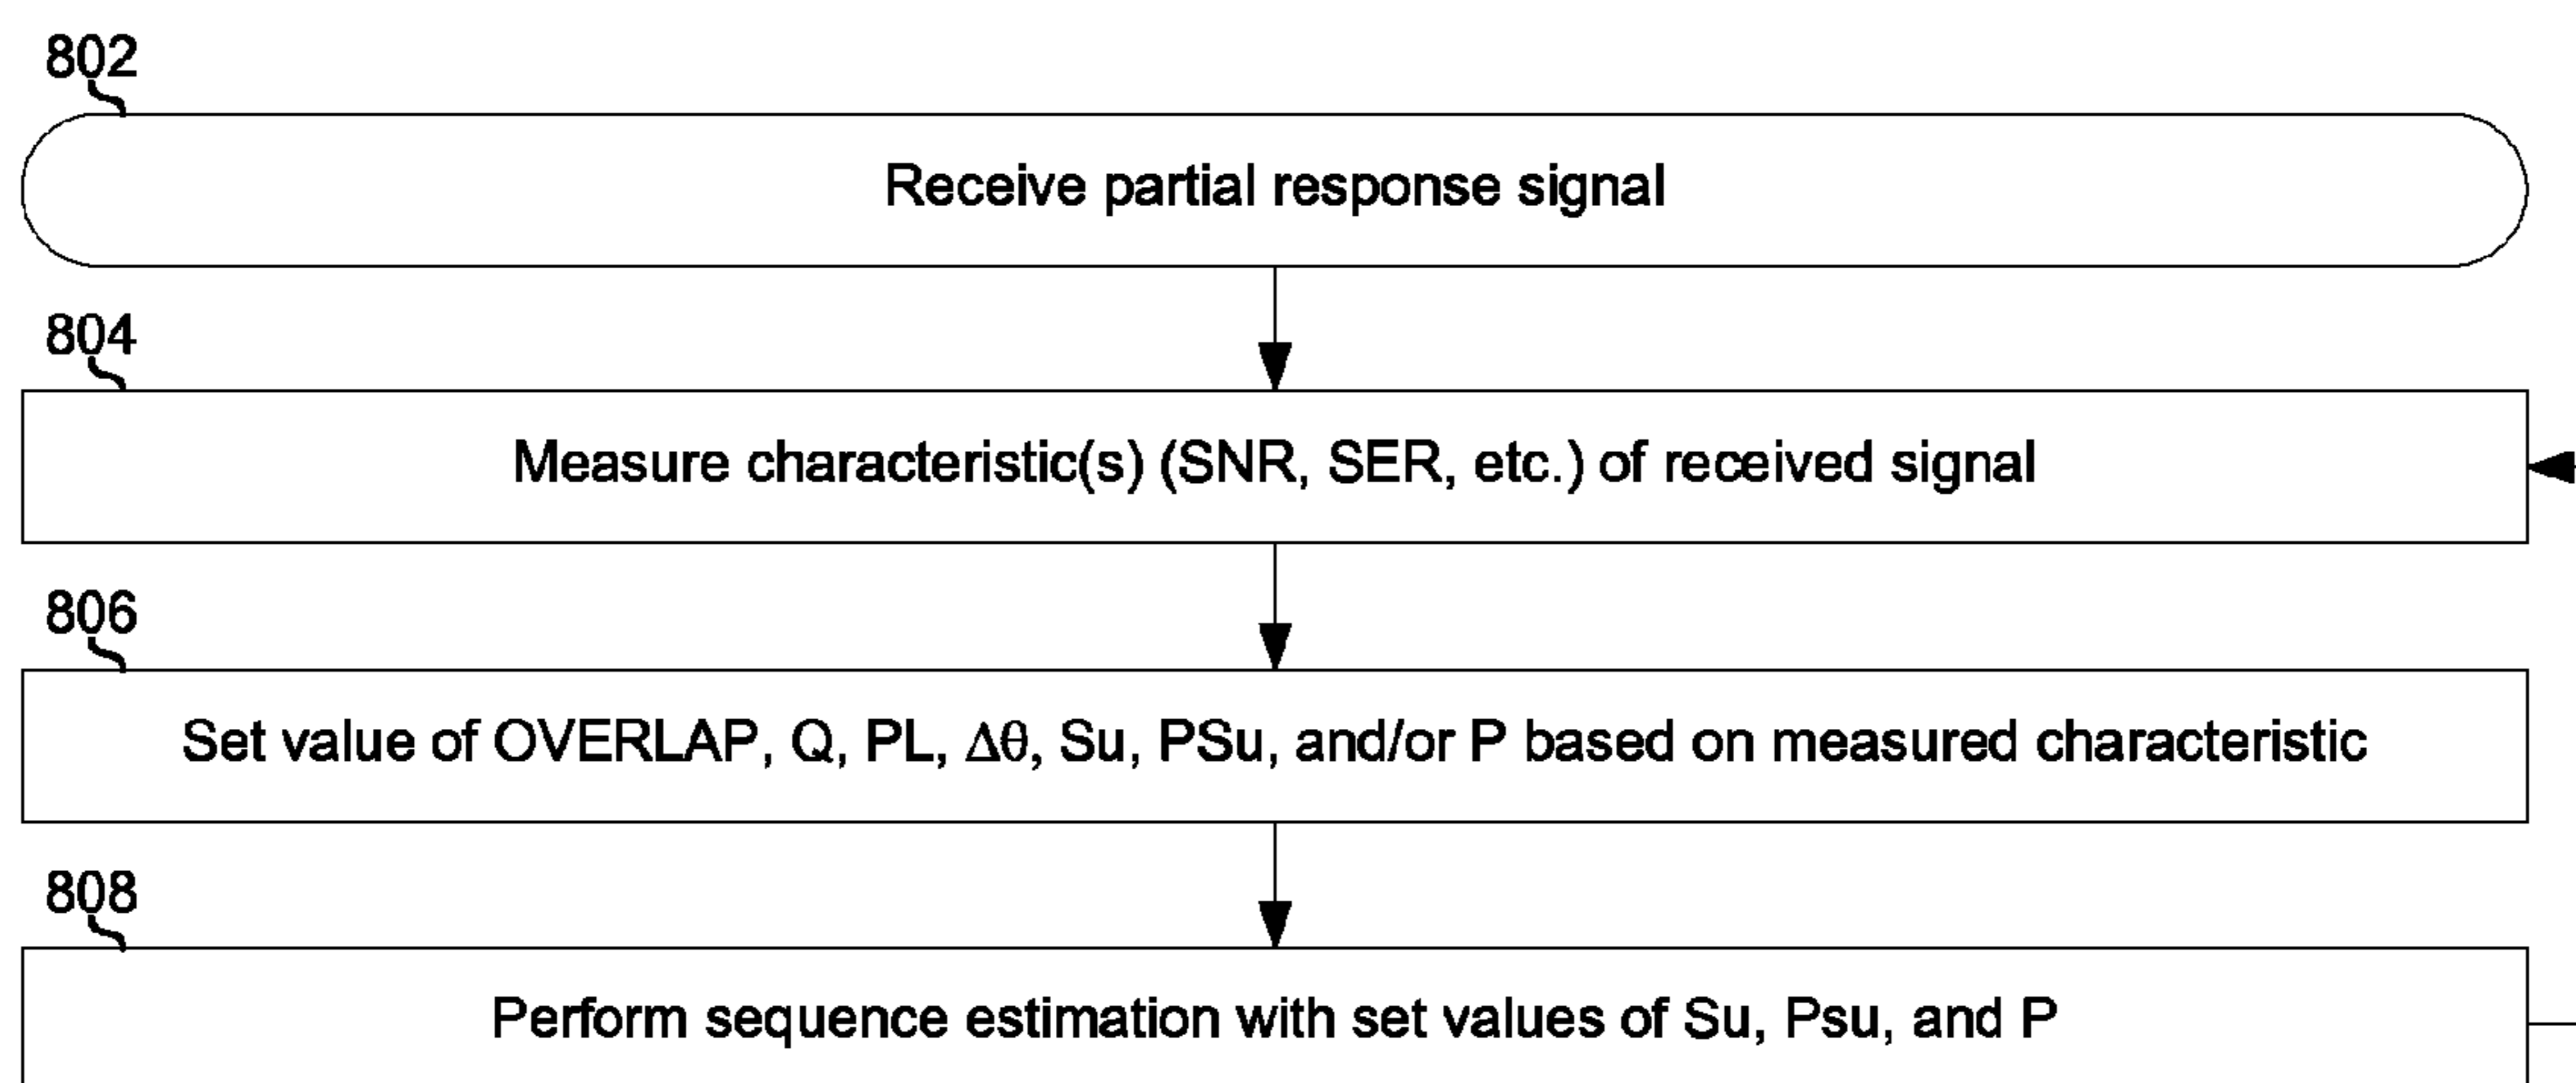 802
Receive partial response signal
804
Measure characteristic(s) (SNR, SER, etc.) of received signal
806
Set value of OVERLAP, Q, PL, Δθ, Su, PSu, and/or P based on measured characteristic
808
Perform sequence estimation with set values of Su, Psu, and P